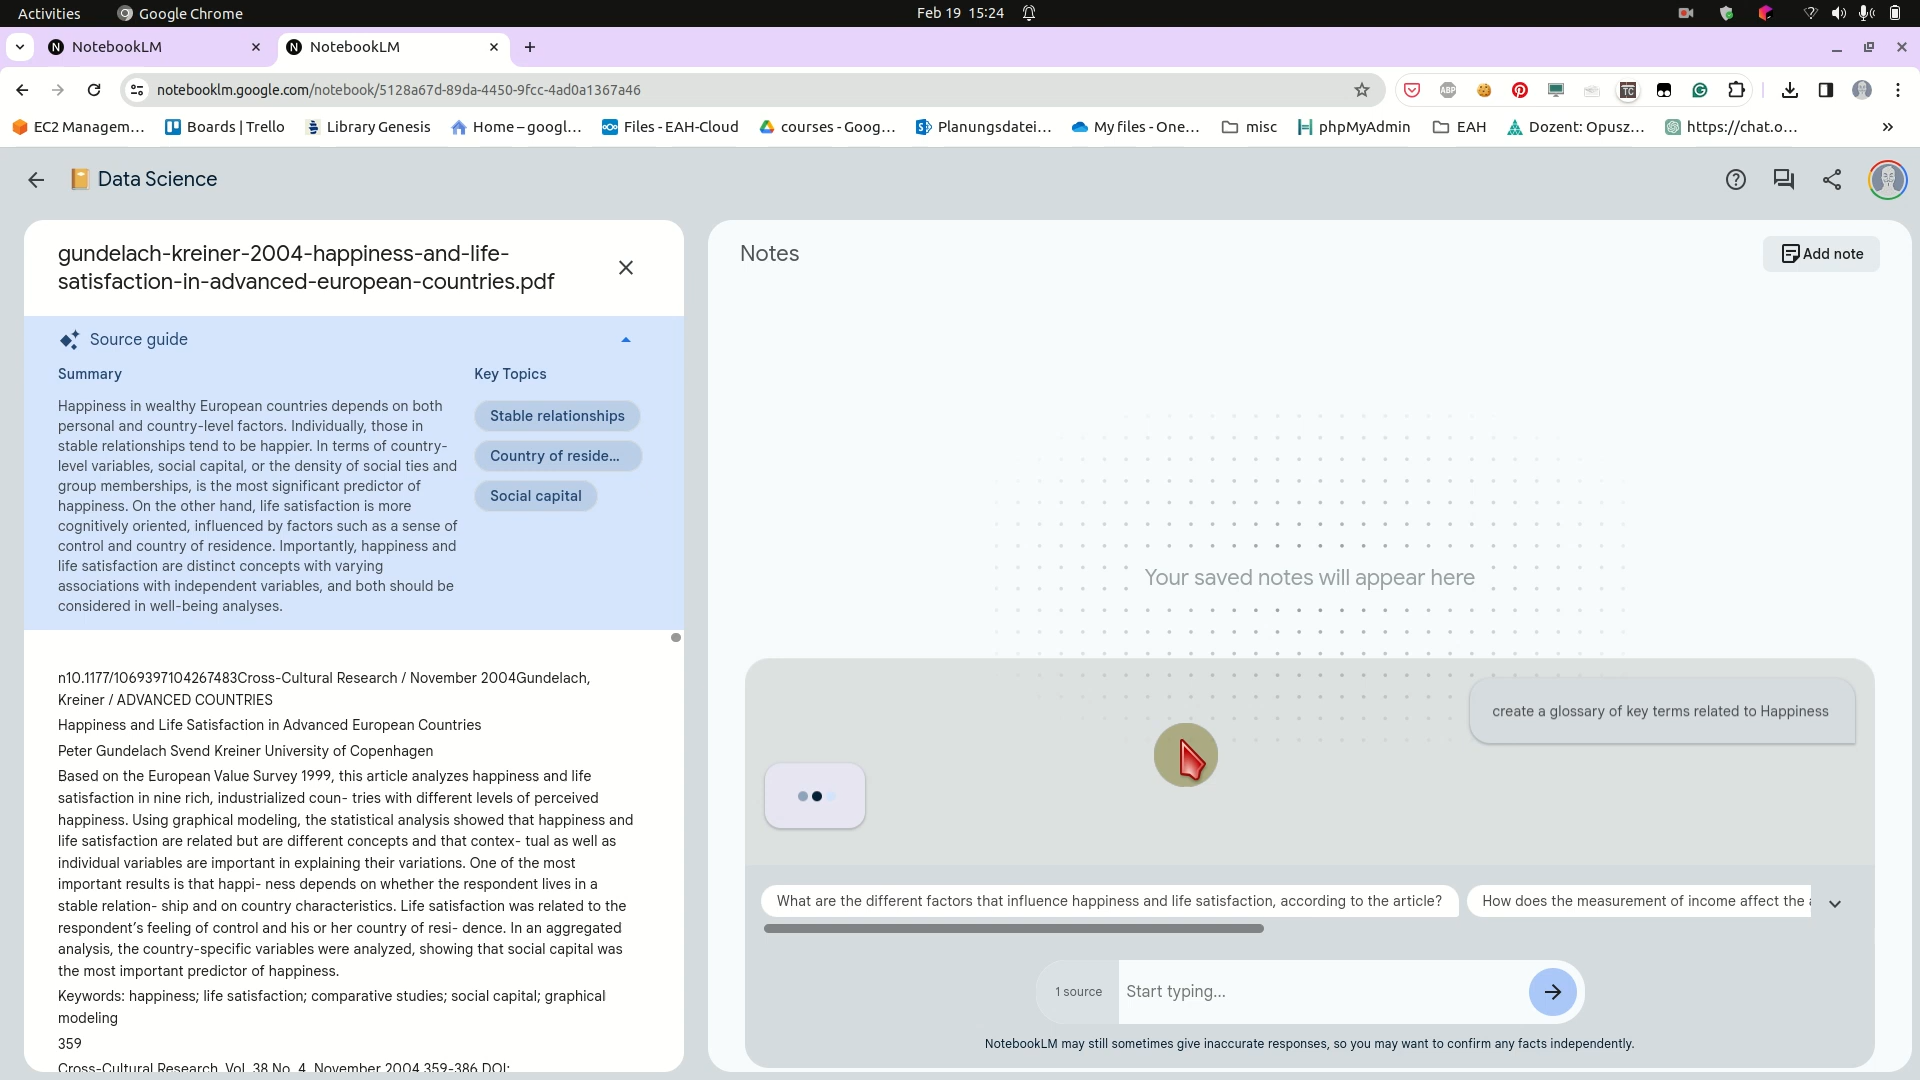 Activities
Google Chrome
Feb 19 15:24
NotebookLM
NotebookLM
notebooklm.google.com/notebook/5128a67d-89da-4450-9fcc-4ad0a1367a46
EC2 Managem…
Boards | Trello
Library Genesis
Home – googl…
Files - EAH-Cloud
courses - Goog…
Planungsdatei…
My files - One…
misc
phpMyAdmin
EAH
Dozent: Opusz…
https://chat.o…
Data Science
gundelach-kreiner-2004-happiness-and-life-
satisfaction-in-advanced-european-countries.pdf
Source guide
Summary
Happiness in wealthy European countries depends on both
personal and country-level factors. Individually, those in
stable relationships tend to be happier. In terms of country-
level variables, social capital, or the density of social ties and
group memberships, is the most significant predictor of
happiness. On the other hand, life satisfaction is more
cognitively oriented, influenced by factors such as a sense of
control and country of residence. Importantly, happiness and
life satisfaction are distinct concepts with varying
associations with independent variables, and both should be
considered in well-being analyses.
Key Topics
Stable relationships
Country of reside…
Social capital
n10.1177/1069397104267483Cross-Cultural Research / November 2004Gundelach,
Kreiner / ADVANCED COUNTRIES
Happiness and Life Satisfaction in Advanced European Countries
Peter Gundelach Svend Kreiner University of Copenhagen
Based on the European Value Survey 1999, this article analyzes happiness and life
satisfaction in nine rich, industrialized coun- tries with different levels of perceived
happiness. Using graphical modeling, the statistical analysis showed that happiness and
life satisfaction are related but are different concepts and that contex- tual as well as
individual variables are important in explaining their variations. One of the most
important results is that happi- ness depends on whether the respondent lives in a
stable relation- ship and on country characteristics. Life satisfaction was related to the
respondent's feeling of control and his or her country of resi- dence. In an aggregated
analysis, the country-specific variables were analyzed, showing that social capital was
the most important predictor of happiness.
Keywords: happiness; life satisfaction; comparative studies; social capital; graphical
modeling
359
Cross-Cultural Research, Vol. 38 No. 4, November 2004 359-386 DOI:
Notes
Add note
Your saved notes will appear here
create a glossary of key terms related to Happiness
What are the different factors that influence happiness and life satisfaction, according to the article?
How does the measurement of income affect the
1 source
Start typing...
NotebookLM may still sometimes give inaccurate responses, so you may want to confirm any facts independently.